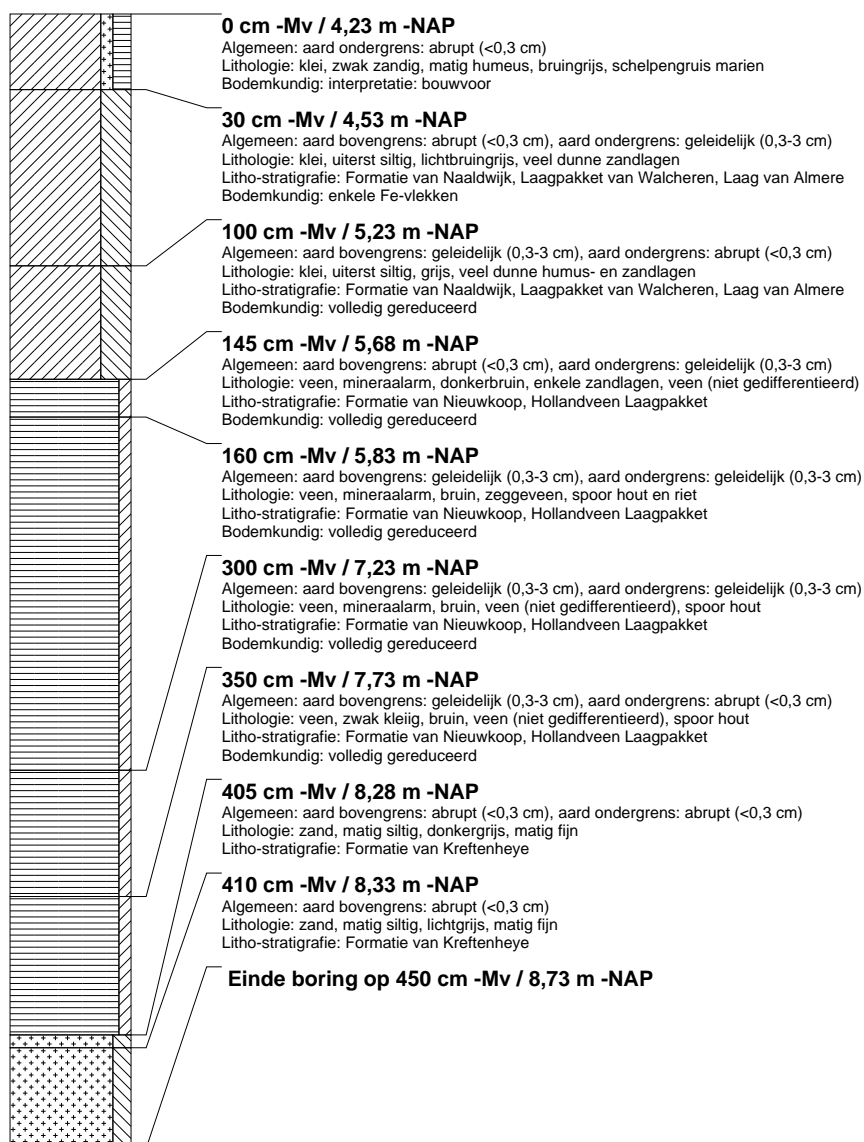 0 cm -Mv / 4,23 m -NAP
Algemeen: aard ondergrens: abrupt (<0,3 cm)
Lithologie: klei, zwak zandig, matig humeus, bruingrijs, schelpengruis marien
Bodemkundig: interpretatie: bouwvoor
30 cm -Mv / 4,53 m -NAP
Algemeen: aard bovengrens: abrupt (<0,3 cm), aard ondergrens: geleidelijk (0,3-3 cm)
Lithologie: klei, uiterst siltig, lichtbruingrijs, veel dunne zandlagen
Litho-stratigrafie: Formatie van Naaldwijk, Laagpakket van Walcheren, Laag van Almere
Bodemkundig: enkele Fe-vlekken
100 cm -Mv / 5,23 m -NAP
Algemeen: aard bovengrens: geleidelijk (0,3-3 cm), aard ondergrens: abrupt (<0,3 cm)
Lithologie: klei, uiterst siltig, grijs, veel dunne humus- en zandlagen
Litho-stratigrafie: Formatie van Naaldwijk, Laagpakket van Walcheren, Laag van Almere
Bodemkundig: volledig gereduceerd
145 cm -Mv / 5,68 m -NAP
Algemeen: aard bovengrens: abrupt (<0,3 cm), aard ondergrens: geleidelijk (0,3-3 cm)
Lithologie: veen, mineraalarm, donkerbruin, enkele zandlagen, veen (niet gedifferentieerd)
Litho-stratigrafie: Formatie van Nieuwkoop, Hollandveen Laagpakket
Bodemkundig: volledig gereduceerd
160 cm -Mv / 5,83 m -NAP
Algemeen: aard bovengrens: geleidelijk (0,3-3 cm), aard ondergrens: geleidelijk (0,3-3 cm)
Lithologie: veen, mineraalarm, bruin, zeggeveen, spoor hout en riet
Litho-stratigrafie: Formatie van Nieuwkoop, Hollandveen Laagpakket
Bodemkundig: volledig gereduceerd
300 cm -Mv / 7,23 m -NAP
Algemeen: aard bovengrens: geleidelijk (0,3-3 cm), aard ondergrens: geleidelijk (0,3-3 cm)
Lithologie: veen, mineraalarm, bruin, veen (niet gedifferentieerd), spoor hout
Litho-stratigrafie: Formatie van Nieuwkoop, Hollandveen Laagpakket
Bodemkundig: volledig gereduceerd
350 cm -Mv / 7,73 m -NAP
Algemeen: aard bovengrens: geleidelijk (0,3-3 cm), aard ondergrens: abrupt (<0,3 cm)
Lithologie: veen, zwak kleiig, bruin, veen (niet gedifferentieerd), spoor hout
Litho-stratigrafie: Formatie van Nieuwkoop, Hollandveen Laagpakket
Bodemkundig: volledig gereduceerd
405 cm -Mv / 8,28 m -NAP
Algemeen: aard bovengrens: abrupt (<0,3 cm), aard ondergrens: abrupt (<0,3 cm)
Lithologie: zand, matig siltig, donkergrijs, matig fijn
Litho-stratigrafie: Formatie van Kreftenheye
410 cm -Mv / 8,33 m -NAP
Algemeen: aard bovengrens: abrupt (<0,3 cm)
Lithologie: zand, matig siltig, lichtgrijs, matig fijn
Litho-stratigrafie: Formatie van Kreftenheye
Einde boring op 450 cm -Mv / 8,73 m -NAP